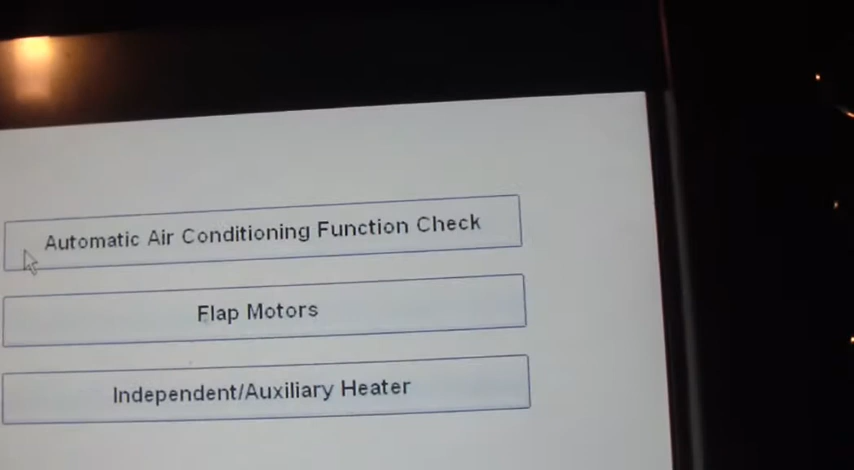 Automatic Air Conditioning Function Check
Flap Motors
Independent/Auxiliary Heater